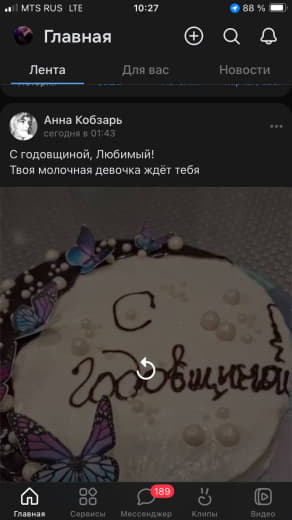 MTS RUS LTE 10:27 88 %
Главная
Лента Для вас Новости
Анна Кобзарь
сегодня в 01:43
С годовщиной, Любимый!
Твоя молочная девочка ждёт тебя
С
годовщиной
Главная Сервисы Мессенджер Клипы Видео
189